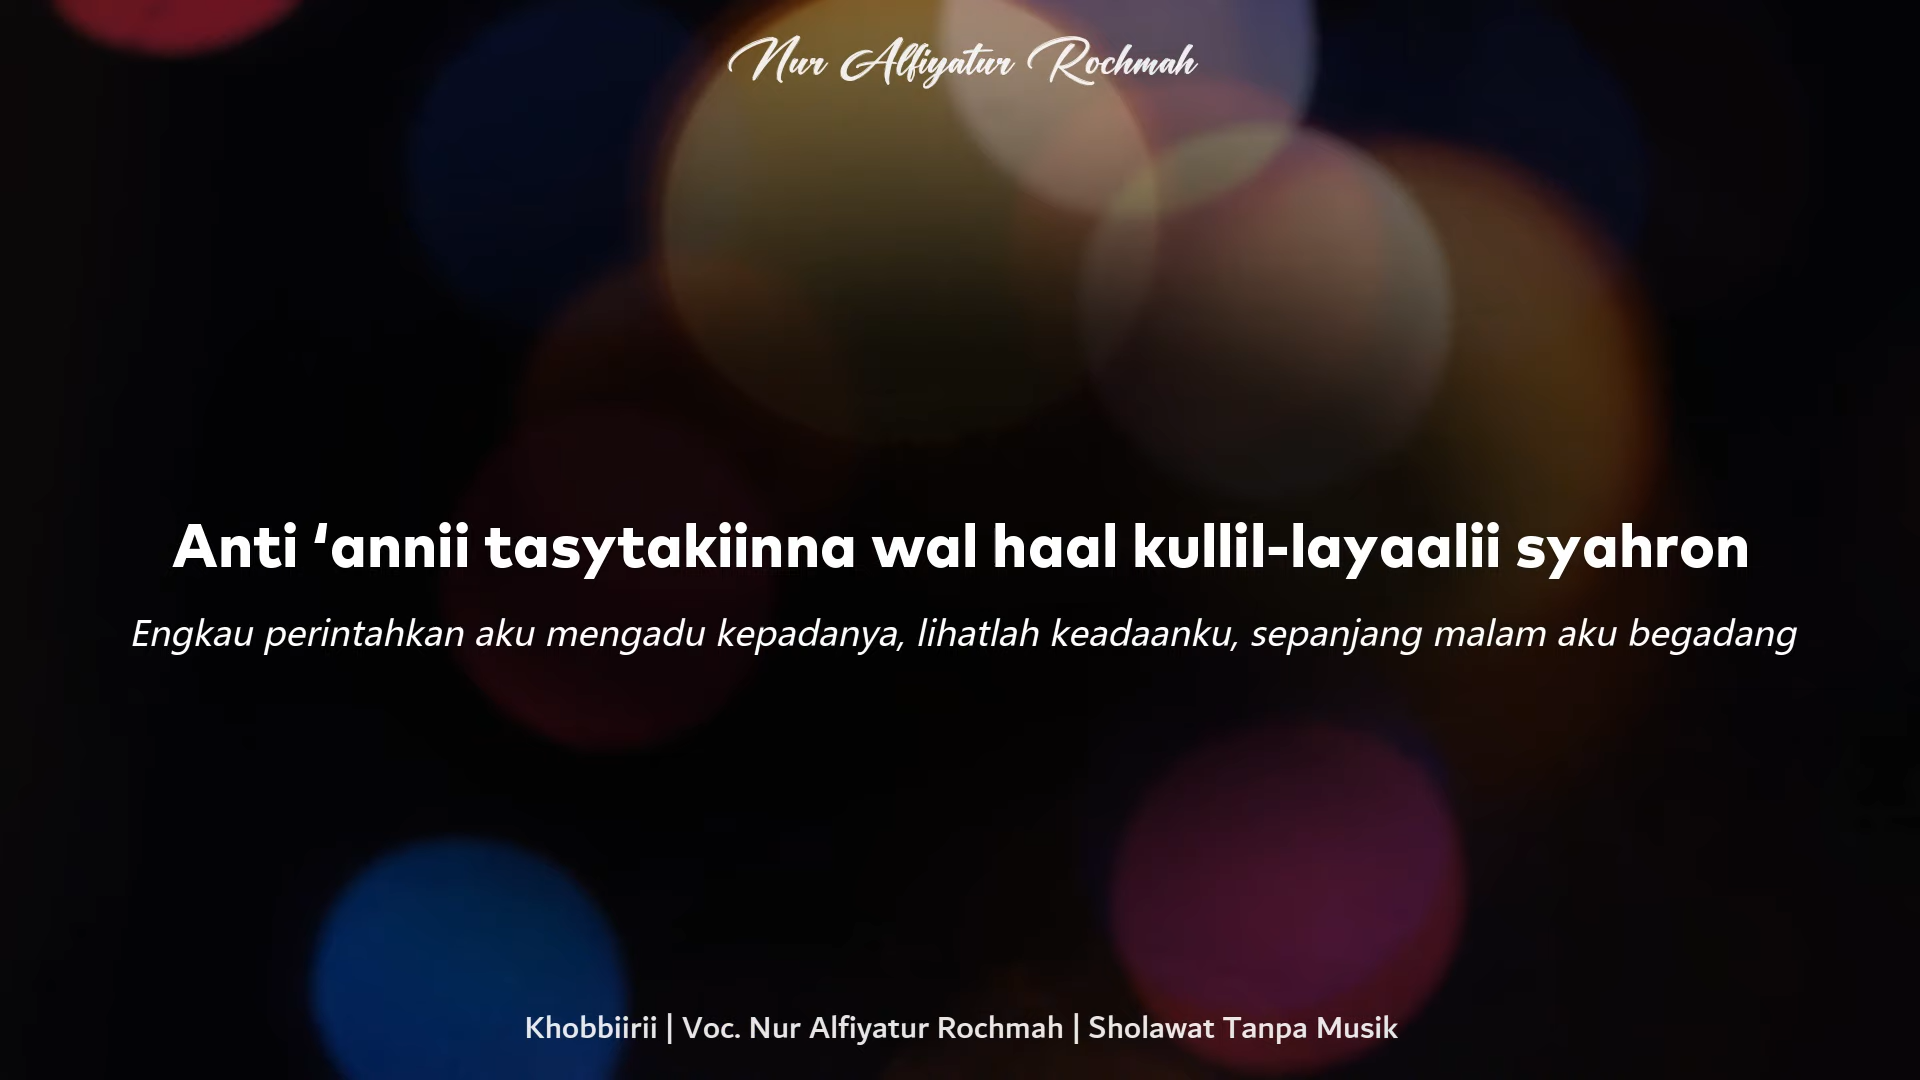 Nur Alfiyatur Rochmah
Anti ‘annii tasytakiinna wal haal kullil-layaalii syahron
Engkau perintahkan aku mengadu kepadanya, lihatlah keadaanku, sepanjang malam aku begadang
Khobbiirii | Voc. Nur Alfiyatur Rochmah | Sholawat Tanpa Musik